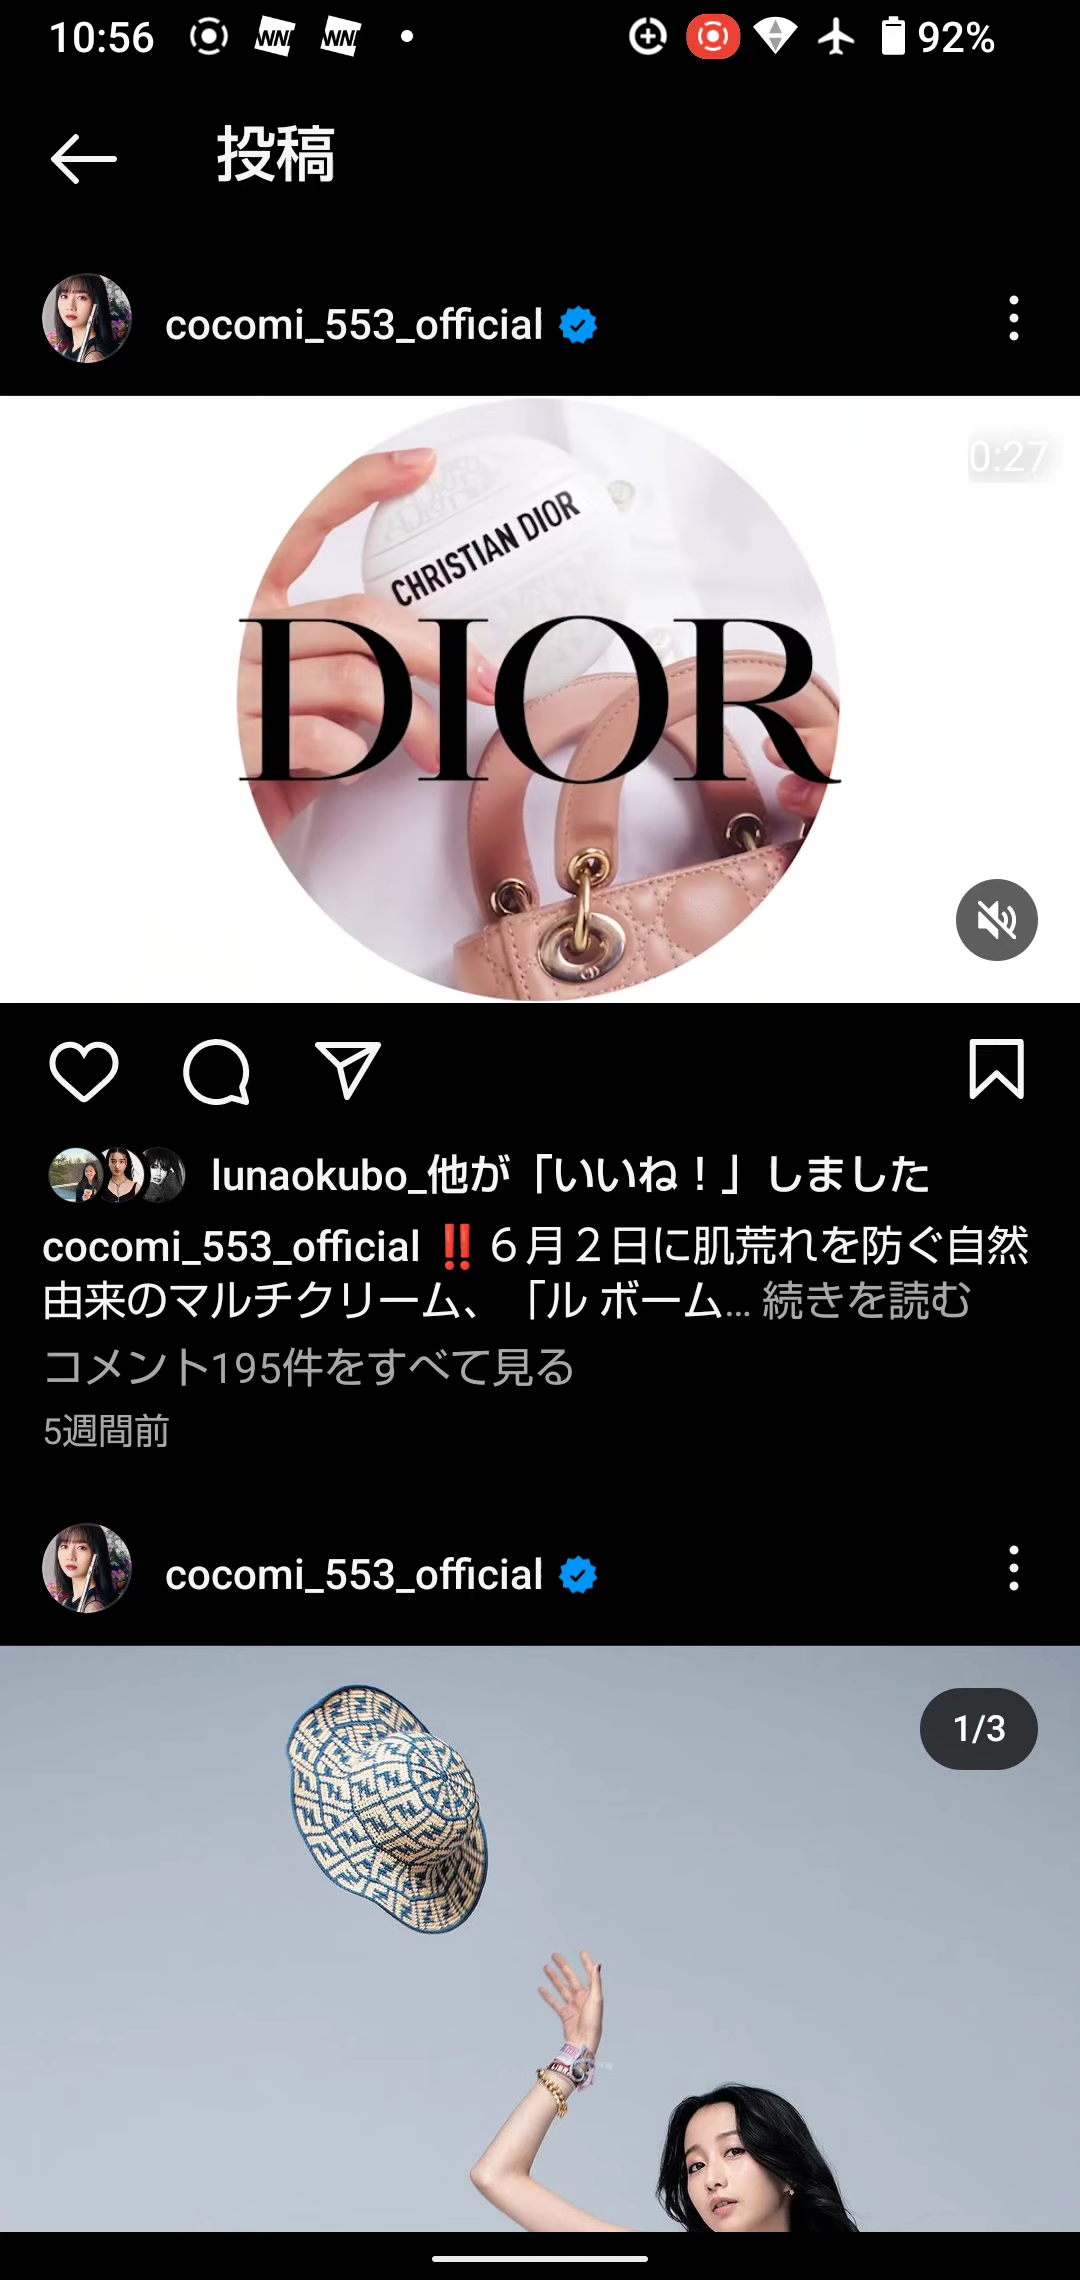 10:56
92%
投稿
cocomi_553_official
0:27
CHRISTIAN DIOR
DIOR
lunaokubo_他が「いいね！」しました
cocomi_553_official ‼️６月２日に肌荒れを防ぐ自然
由来のマルチクリーム、「ル ボーム... 続きを読む
コメント195件をすべて見る
5週間前
cocomi_553_official
1/3